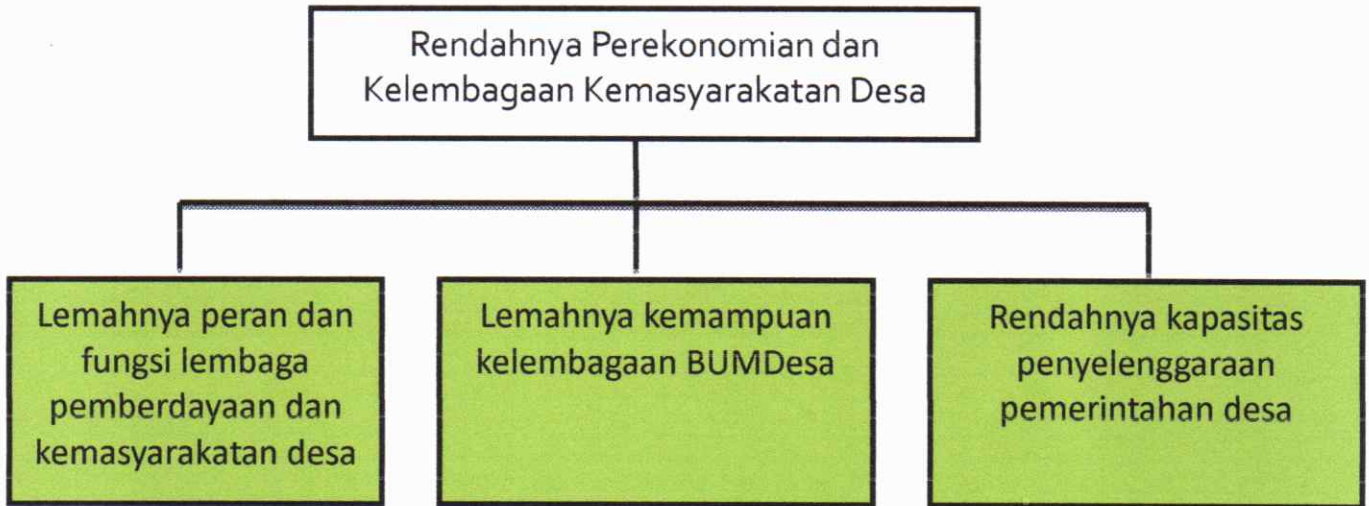 Rendahnya Perekonomian dan
Kelembagaan Kemasyarakatan Desa
Lemahnya peran dan
fungsi lembaga
pemberdayaan dan
kemasyarakatan desa
Lemahnya kemampuan
kelembagaan BUMDesa
Rendahnya kapasitas
penyelenggaraan
pemerintahan desa